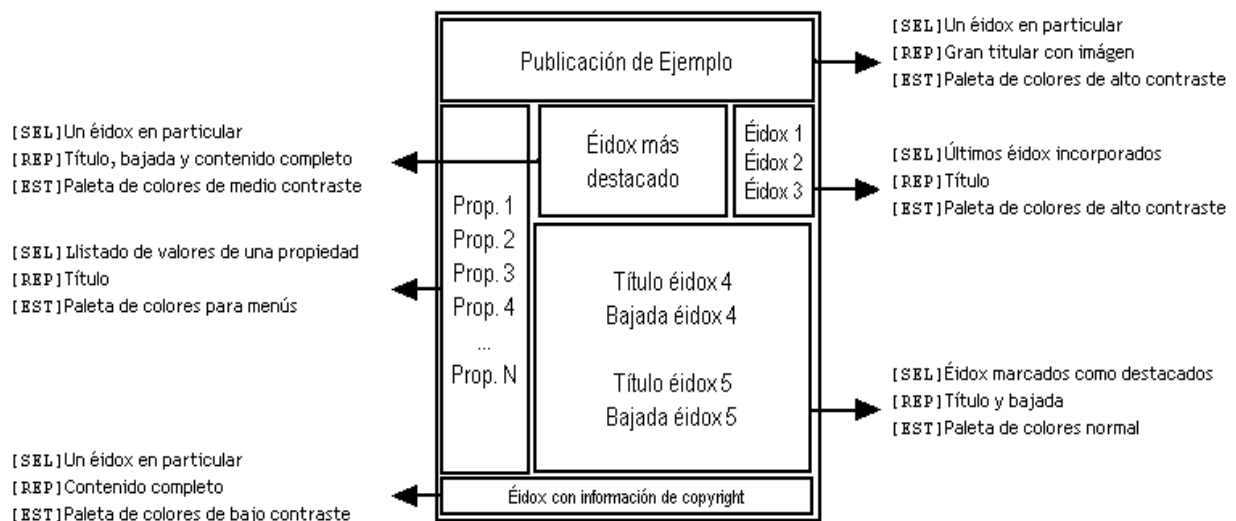 [SEL]Un éidox en particular
[REP]Gran titular con imágen
[EST]Paleta de colores de alto contraste
Publicación de Ejemplo
[SEL]Un éidox en particular
[REP]Título, bajada y contenido completo
[EST]Paleta de colores de medio contraste
Éidox más
destacado
Éidox 1
Éidox 2
Éidox 3
[SEL]Últimos éidox incorporados
[REP]Título
[EST]Paleta de colores de alto contraste
[SEL]Llistado de valores de una propiedad
[REP]Título
[EST]Paleta de colores para menús
Prop. 1
Prop. 2
Prop. 3
Prop. 4
...
Prop. N
Título éidox 4
Bajada éidox 4
Título éidox 5
Bajada éidox 5
[SEL]Éidox marcados como destacados
[REP]Título y bajada
[EST]Paleta de colores normal
[SEL]Un éidox en particular
[REP]Contenido completo
[EST]Paleta de colores de bajo contraste
Éidox con información de copyright